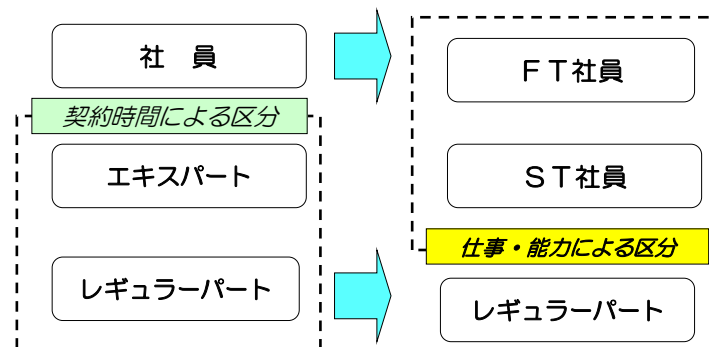 社　員
契約時間による区分
エキスパート
レギュラーパート
ＦＴ社員
ＳＴ社員
仕事・能力による区分
レギュラーパート